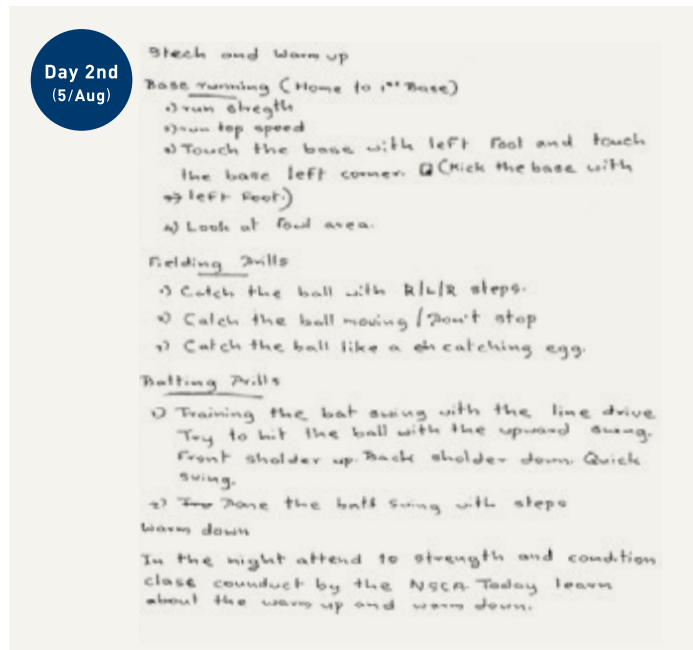 Day 2nd
(5/Aug)
Stech and Warm up
Base running (Home to 1st Base)
1) run stregth
2) run top speed
3) Touch the base with left foot and touch
the base left corner. (Kick the base with
left foot.)
4) Look at foul area.
Fielding Drills
1) Catch the ball with R/L/R steps.
2) Catch the ball moving / Don't stop
3) Catch the ball like a catching egg.
Batting Drills
1) Training the bat swing with the line drive
Try to hit the ball with the upward swing.
Front sholder up. Back sholder down. Quick
swing.
2) Done the batt swing with steps
Warm down
In the night attend to strength and condition
clase counduct by the NSCA. Today learn
about the warm up and warm down.